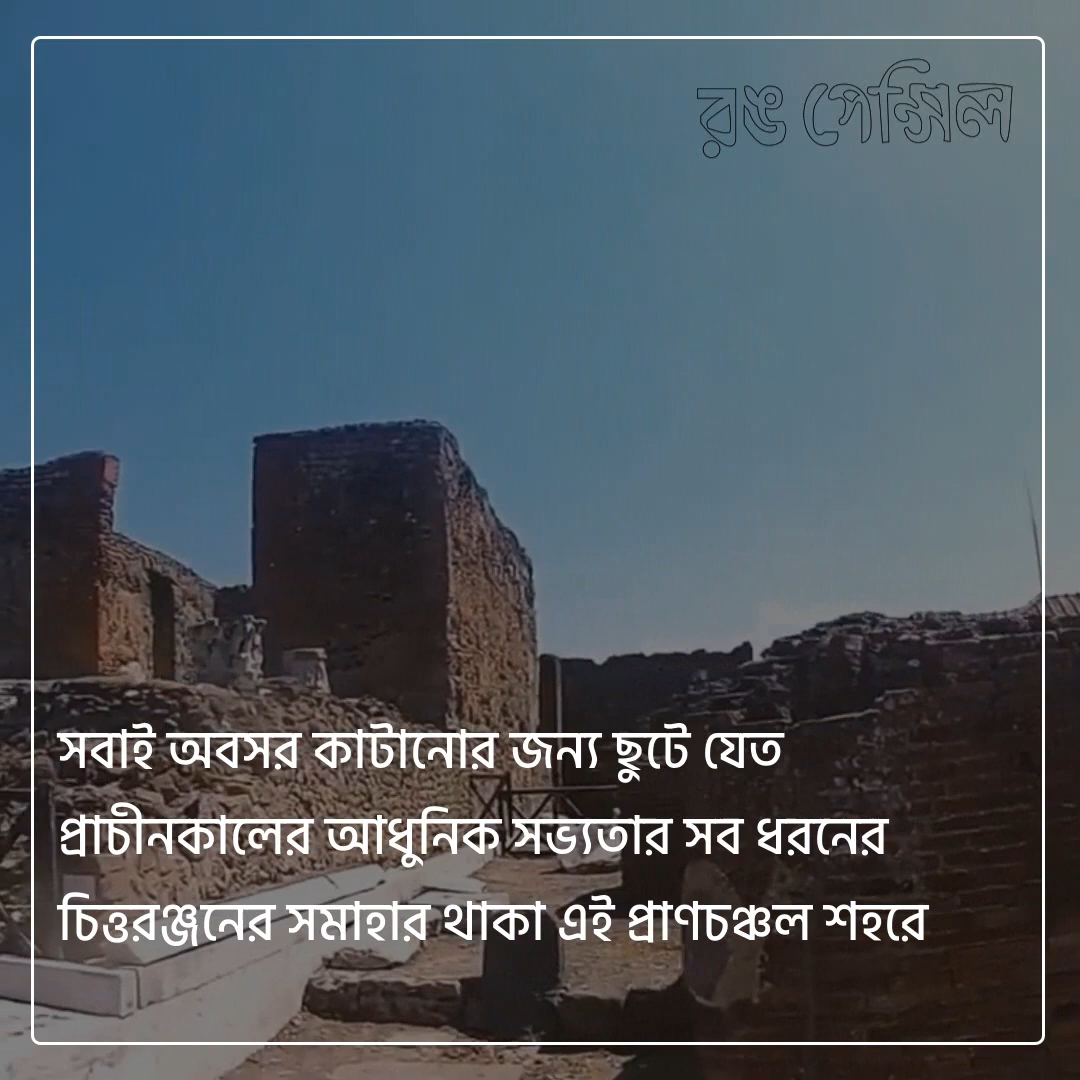 রঙ পেন্সিল
সবাই অবসর কাটানোর জন্য ছুটে যেত
প্রাচীনকালের আধুনিক সভ্যতার সব ধরনের
চিত্তরঞ্জনের সমাহার থাকা এই প্রাণচঞ্চল শহরে